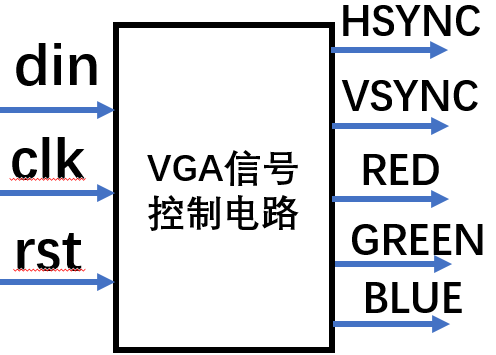 din
clk
rst
VGA信号
控制电路
HSYNC
VSYNC
RED
GREEN
BLUE